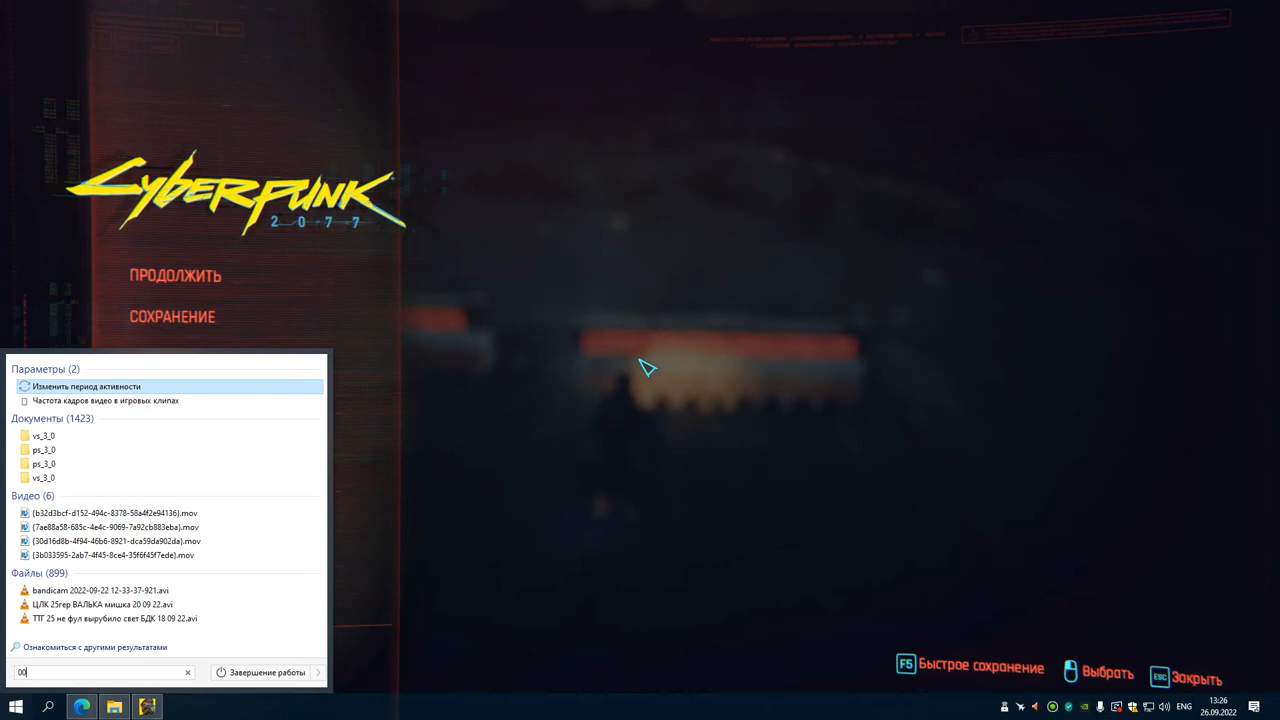 CYBERPUNK
2077
ПРОДОЛЖИТЬ
СОХРАНЕНИЕ
Параметры (2)
Изменить период активности
Частота кадров видео в игровых клипах
Документы (1423)
vs_3_0
ps_3_0
ps_3_0
vs_3_0
Видео (6)
{b32d3bcf-d152-494c-8378-58a4f2e94136}.mov
{7ae88a58-685c-4e4c-9069-7a92cb883eba}.mov
{30d16d8b-4f94-46b6-8921-dca59da902da}.mov
{3b033595-2ab7-4f45-8ce4-35f6f45f7ede}.mov
Файлы (899)
bandicam 2022-09-22 12-33-37-921.avi
ЦЛК 25гер ВАЛЬКА мишка 20 09 22.avi
ТТГ 25 не фул вырубило свет БДК 18 09 22.avi
Ознакомиться с другими результатами
00
Завершение работы
F5 Быстрое сохранение
Выбрать
ESC Закрыть
ENG
13:26
26.09.2022